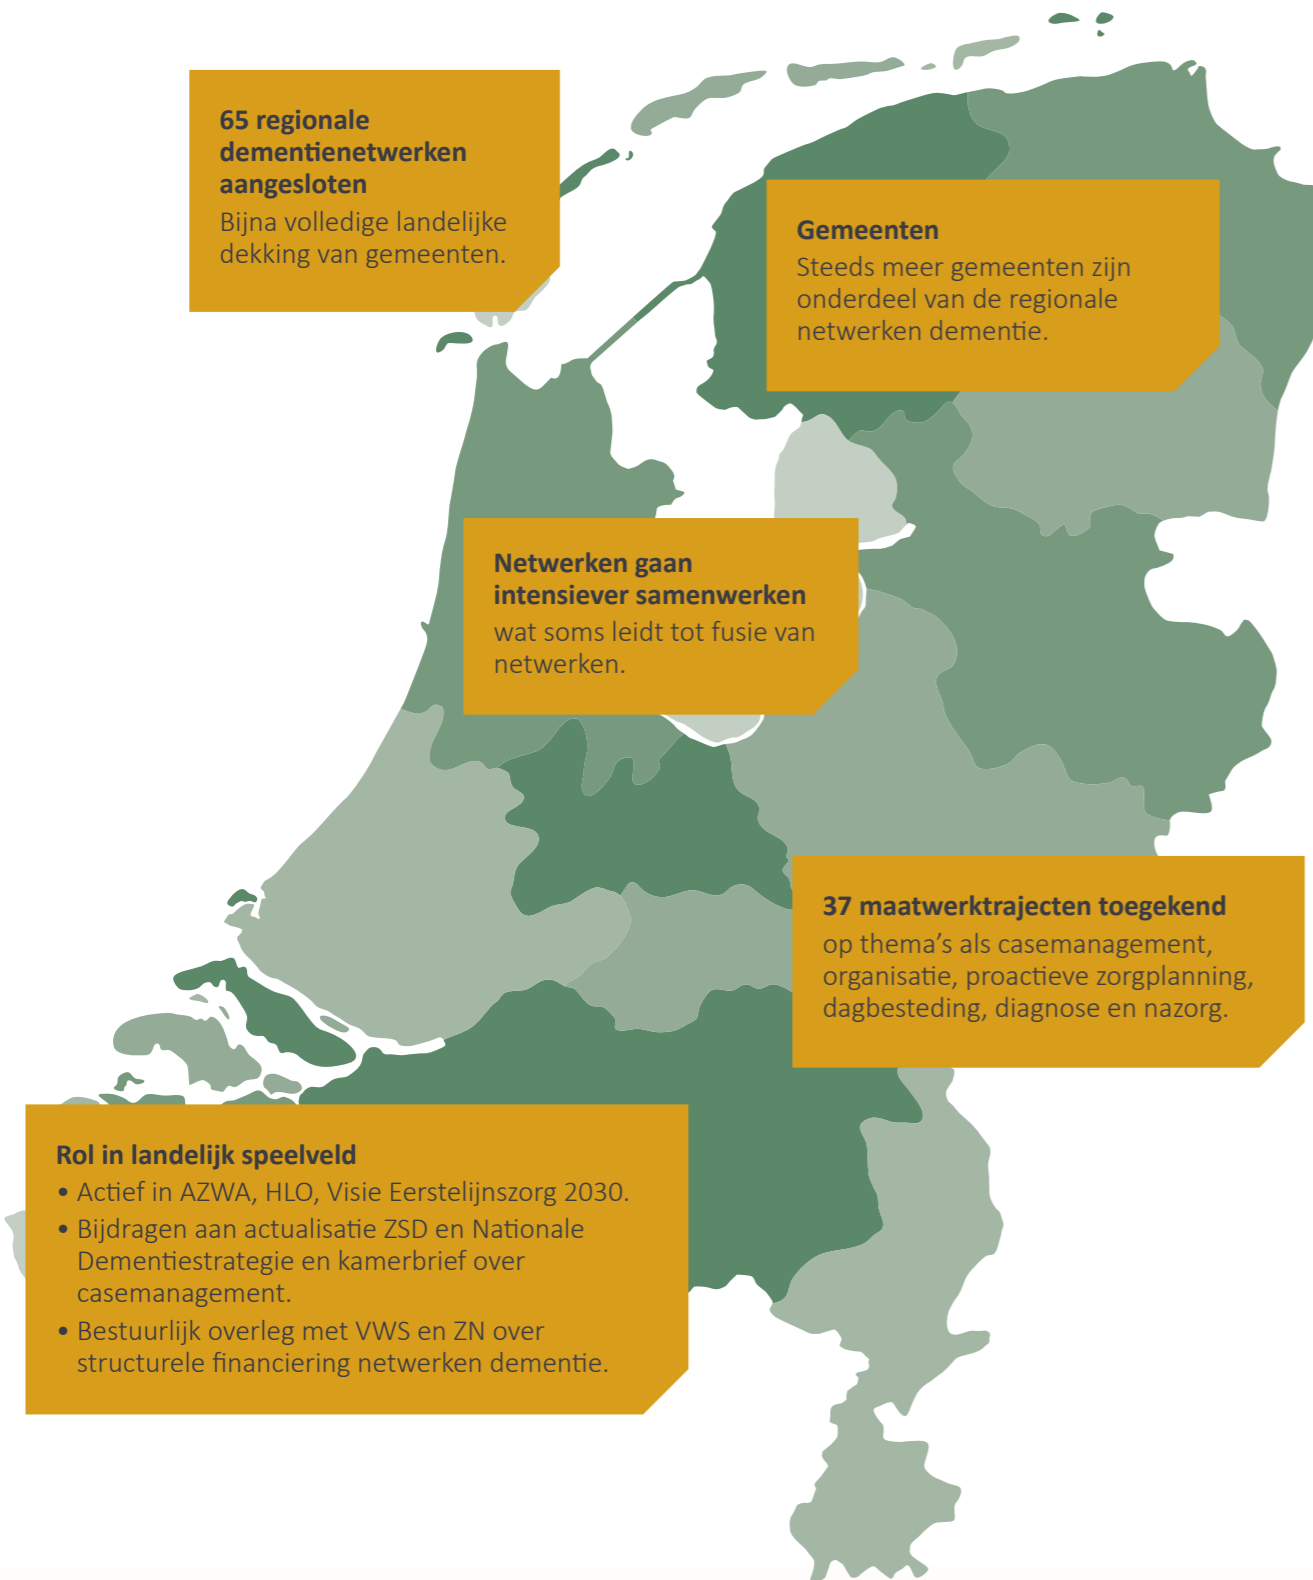 65 regionale
dementienetwerken
aangesloten
Bijna volledige landelijke
dekking van gemeenten.
Gemeenten
Steeds meer gemeenten zijn
onderdeel van de regionale
netwerken dementie.
Netwerken gaan
intensiever samenwerken
wat soms leidt tot fusie van
netwerken.
37 maatwerktrajecten toegekend
op thema’s als casemanagement,
organisatie, proactieve zorgplanning,
dagbesteding, diagnose en nazorg.
Rol in landelijk speelveld
• Actief in AZWA, HLO, Visie Eerstelijnszorg 2030.
• Bijdragen aan actualisatie ZSD en Nationale
Dementiestrategie en kamerbrief over
casemanagement.
• Bestuurlijk overleg met VWS en ZN over
structurele financiering netwerken dementie.